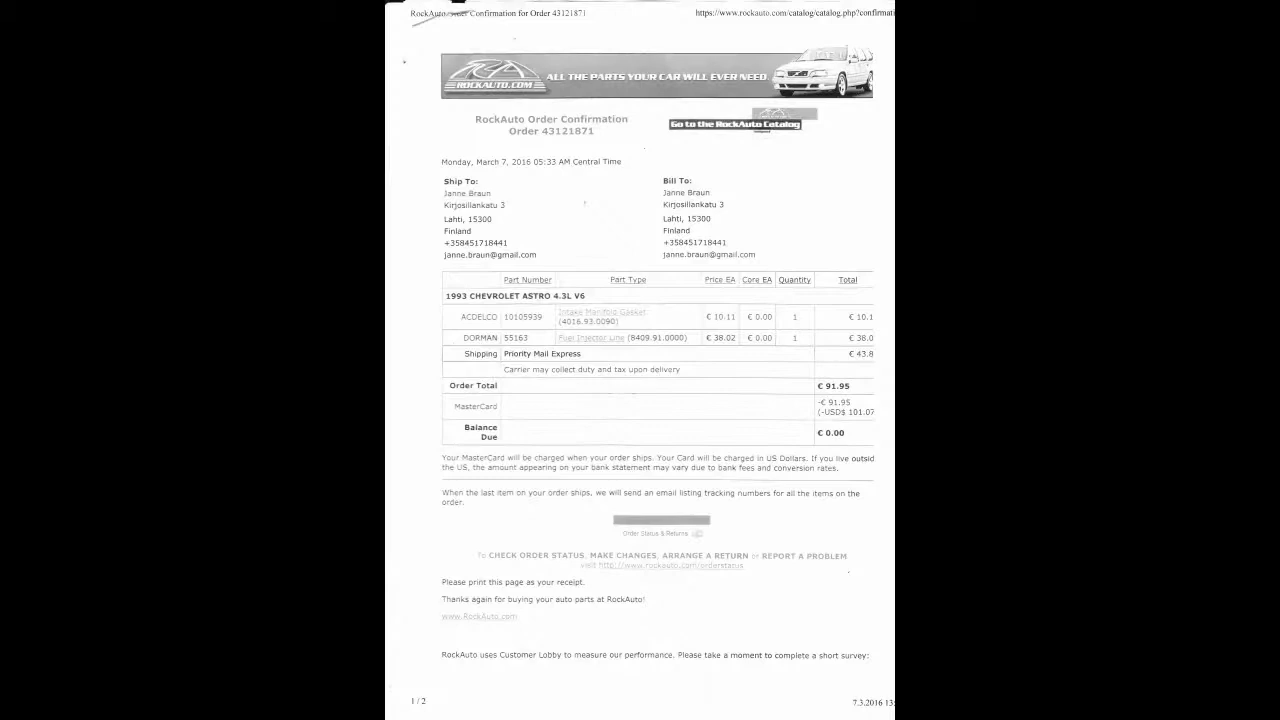 RockAuto Order Confirmation for Order 43121871
https://www.rockauto.com/catalog/catalog.php?confirmati
RA
ROCKAUTO.COM
ALL THE PARTS YOUR CAR WILL EVER NEED
RockAuto Order Confirmation
Order 43121871
Go to the RockAuto Catalog
Monday, March 7, 2016 05:33 AM Central Time
Ship To:
Janne Braun
Kirjosillankatu 3
Lahti, 15300
Finland
+358451718441
janne.braun@gmail.com
Bill To:
Janne Braun
Kirjosillankatu 3
Lahti, 15300
Finland
+358451718441
janne.braun@gmail.com
Part Number Part Type Price EA Core EA Quantity Total
1993 CHEVROLET ASTRO 4.3L V6
ACDELCO 10105939 Intake Manifold Gasket (4016.93.0090) € 10.11 € 0.00 1 € 10.1
DORMAN 55163 Fuel Injector Line (8409.91.0000) € 38.02 € 0.00 1 € 38.0
Shipping Priority Mail Express € 43.8
Carrier may collect duty and tax upon delivery
Order Total € 91.95
MasterCard -€ 91.95
(-USD$ 101.07
Balance Due € 0.00
Your MasterCard will be charged when your order ships. Your Card will be charged in US Dollars. If you live outsid
the US, the amount appearing on your bank statement may vary due to bank fees and conversion rates.
When the last item on your order ships, we will send an email listing tracking numbers for all the items on the
order.
Order Status & Returns
To CHECK ORDER STATUS, MAKE CHANGES, ARRANGE A RETURN or REPORT A PROBLEM
visit http://www.rockauto.com/orderstatus
Please print this page as your receipt.
Thanks again for buying your auto parts at RockAuto!
www.RockAuto.com
RockAuto uses Customer Lobby to measure our performance. Please take a moment to complete a short survey:
1 / 2
7.3.2016 13: